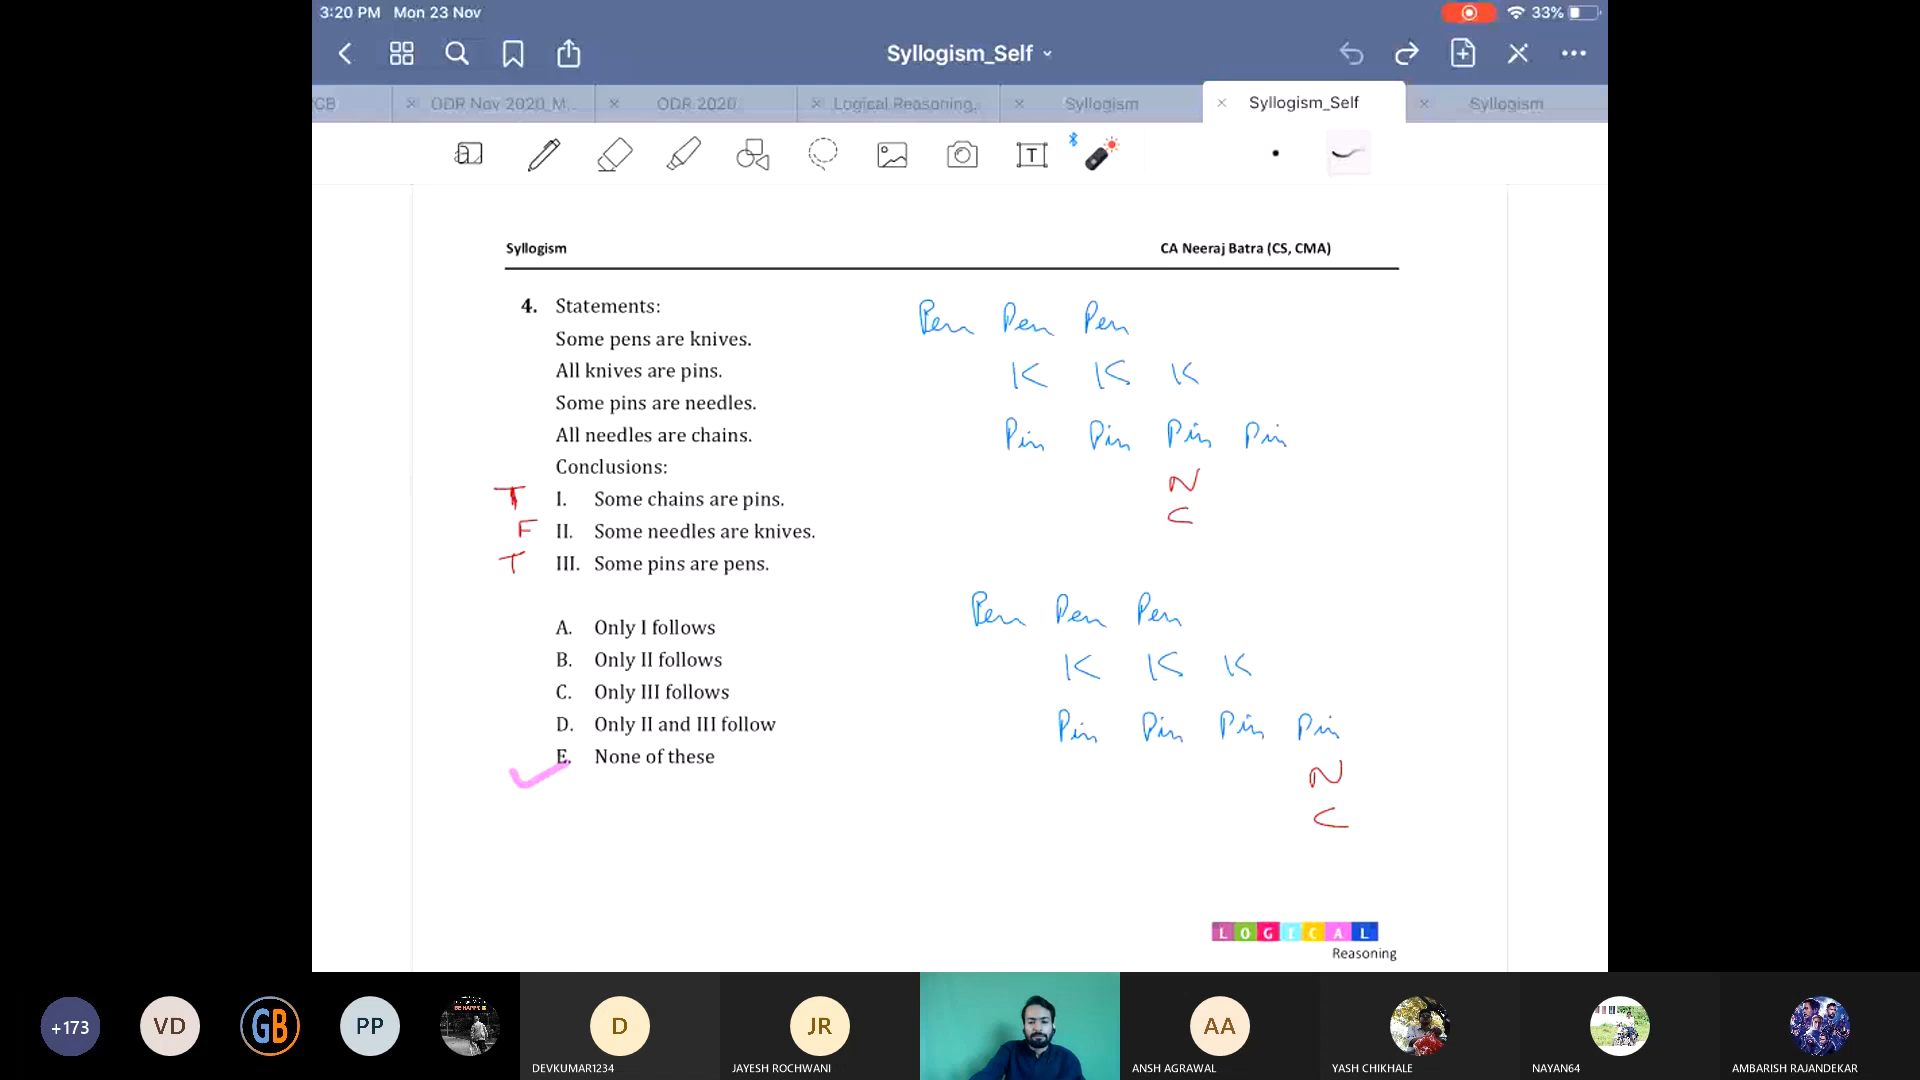 3:20 PM Mon 23 Nov 33%
Syllogism_Self
CB ODR Nov 2020_M... ODR 2020 Logical Reasoning, Syllogism Syllogism_Self Syllogism
Syllogism CA Neeraj Batra (CS, CMA)
4. Statements:
Some pens are knives.
All knives are pins.
Some pins are needles.
All needles are chains.
Conclusions:
T I. Some chains are pins.
F II. Some needles are knives.
T III. Some pins are pens.
A. Only I follows
B. Only II follows
C. Only III follows
D. Only II and III follow
E. None of these
Pen Pen Pen
K K K
Pin Pin Pin Pin
N
C
Pen Pen Pen
K K K
Pin Pin Pin Pin
N
C
LOGICAL
Reasoning
+173 VD GB PP BE HAPPY D JR AA
DEVKUMAR1234 JAYESH ROCHWANI ANSH AGRAWAL YASH CHIKHALE NAYAN64 AMBARISH RAJANDEKAR